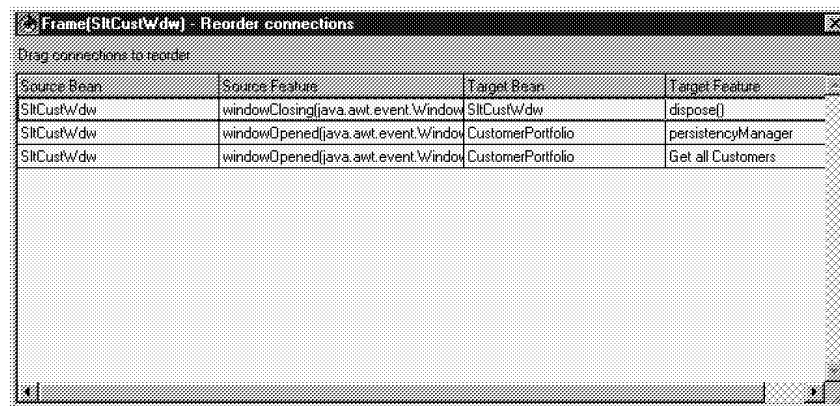 Frame(SltCustWdw) - Reorder connections
Drag connections to reorder
Source Bean Source Feature Target Bean Target Feature
SltCustWdw windowClosing(java.awt.event.Window SltCustWdw dispose()
SltCustWdw windowOpened(java.awt.event.Window CustomerPortfolio persistencyManager
SltCustWdw windowOpened(java.awt.event.Window CustomerPortfolio Get all Customers